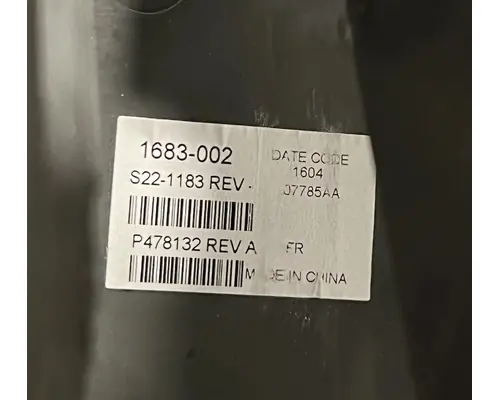 1683-002
DATE CODE
1604
S22-1183 REV -
07785AA
P478132 REV A
FR
MADE IN CHINA